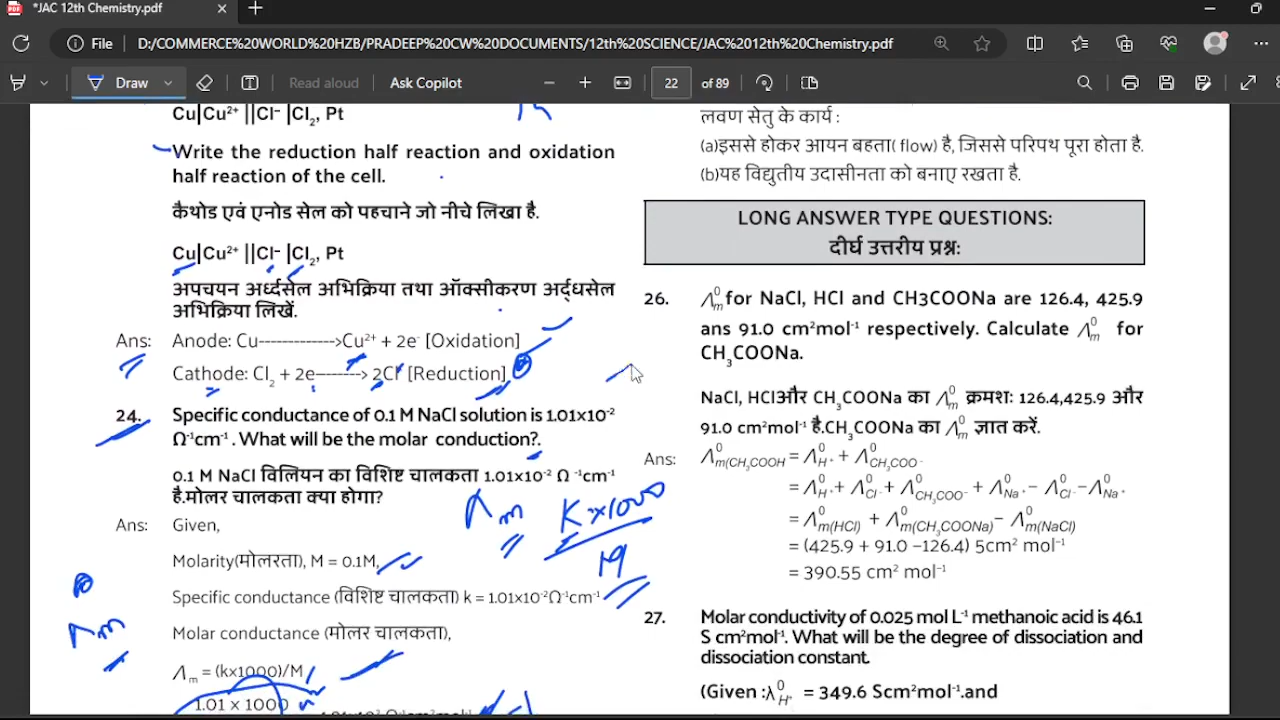 *JAC 12th Chemistry.pdf
File D:/COMMERCE%20WORLD%20HZB/PRADEEP%20CW%20DOCUMENTS/12th%20SCIENCE/JAC%2012th%20Chemistry.pdf
Draw Read aloud Ask Copilot 22 of 89
Cu|Cu²⁺ ||Cl⁻ |Cl₂, Pt
Write the reduction half reaction and oxidation
half reaction of the cell.
कैथोड एवं एनोड सेल को पहचाने जो नीचे लिखा है.
Cu|Cu²⁺ ||Cl⁻ |Cl₂, Pt
अपचयन अर्ध्दसेल अभिक्रिया तथा ऑक्सीकरण अर्द्धसेल
अभिक्रिया लिखें.
Ans: Anode: Cu------------->Cu²⁺ + 2e⁻ [Oxidation]
Cathode: Cl₂ + 2e-------> 2Cl⁻ [Reduction]
24. Specific conductance of 0.1 M NaCl solution is 1.01x10⁻²
Ω⁻¹cm⁻¹. What will be the molar conduction?.
0.1 M NaCl विलियन का विशिष्ट चालकता 1.01x10⁻² Ω ⁻¹cm⁻¹
है.मोलर चालकता क्या होगा?
Ans: Given,
Molarity(मोलरता), M = 0.1M,
Specific conductance (विशिष्ट चालकता) k = 1.01x10⁻²Ω⁻¹cm⁻¹
Molar conductance (मोलर चालकता),
Λm = (kx1000)/M
1.01 x 1000
Λm
K×1000
M
Λm
लवण सेतु के कार्य :
(a)इससे होकर आयन बहता( flow) है, जिससे परिपथ पूरा होता है.
(b)यह विद्युतीय उदासीनता को बनाए रखता है.
LONG ANSWER TYPE QUESTIONS:
दीर्घ उत्तरीय प्रश्न:
26. Λ⁰m for NaCl, HCl and CH3COONa are 126.4, 425.9
ans 91.0 cm²mol⁻¹ respectively. Calculate Λ⁰m for
CH₃COONa.
NaCl, HClऔर CH₃COONa का Λ⁰m क्रमश: 126.4,425.9 और
91.0 cm²mol⁻¹ है.CH₃COONa का Λ⁰m ज्ञात करें.
Ans: Λ⁰m(CH₃COOH = Λ⁰H⁺ + Λ⁰CH₃COO⁻
= Λ⁰H⁺ + Λ⁰Cl⁻ + Λ⁰CH₃COO⁻ + Λ⁰Na⁺ − Λ⁰Cl⁻ − Λ⁰Na⁺
= Λ⁰m(HCl) + Λ⁰m(CH₃COONa) − Λ⁰m(NaCl)
= (425.9 + 91.0 −126.4) 5cm² mol⁻¹
= 390.55 cm² mol⁻¹
27. Molar conductivity of 0.025 mol L⁻¹ methanoic acid is 46.1
S cm²mol⁻¹. What will be the degree of dissociation and
dissociation constant.
(Given :λ⁰H⁺ = 349.6 Scm²mol⁻¹.and